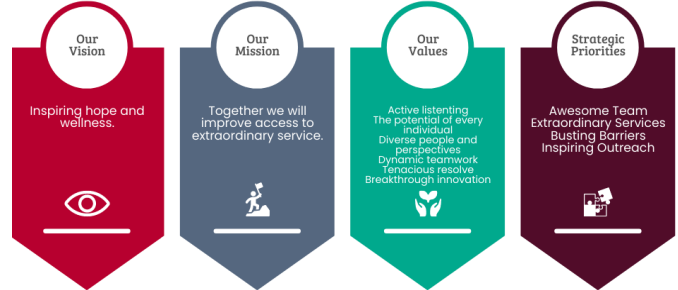 Our
Vision
Inspiring hope and
wellness.
Our
Mission
Together we will
improve access to
extraordinary service.
Our
Values
Active listenting
The potential of every
individual
Diverse people and
perspectives
Dynamic teamwork
Tenacious resolve
Breakthrough innovation
Strategic
Priorities
Awesome Team
Extraordinary Services
Busting Barriers
Inspiring Outreach